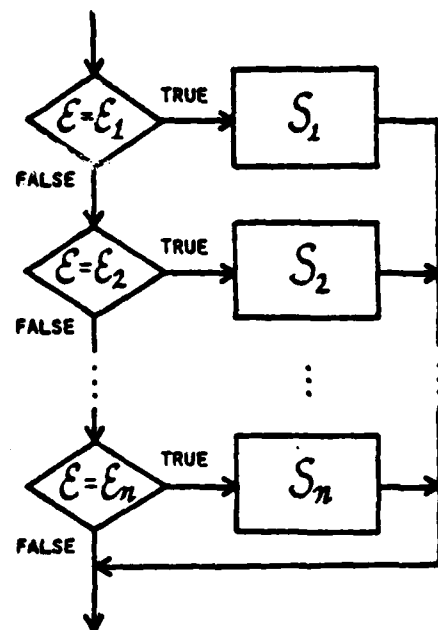 TRUE
ℰ=ℰ₁ S₁
FALSE
TRUE
ℰ=ℰ₂ S₂
FALSE
⋮ ⋮
TRUE
ℰ=ℰₙ Sₙ
FALSE